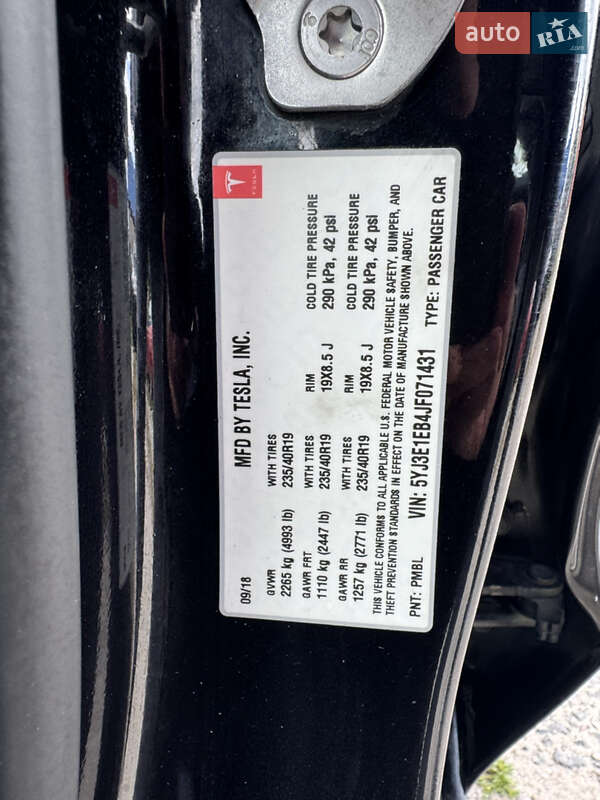 auto RIA.com
TESLA
MFD BY TESLA, INC.
09/18
GVWR WITH TIRES RIM COLD TIRE PRESSURE
2265 kg (4993 lb) 235/40R19 19X8.5 J 290 kPa, 42 psi
GAWR FRT WITH TIRES RIM COLD TIRE PRESSURE
1110 kg (2447 lb) 235/40R19 19X8.5 J 290 kPa, 42 psi
GAWR RR WITH TIRES
1257 kg (2771 lb) 235/40R19
THIS VEHICLE CONFORMS TO ALL APPLICABLE U.S. FEDERAL MOTOR VEHICLE SAFETY, BUMPER, AND
THEFT PREVENTION STANDARDS IN EFFECT ON THE DATE OF MANUFACTURE SHOWN ABOVE.
PNT: PMBL VIN: 5YJ3E1EB4JF071431 TYPE: PASSENGER CAR